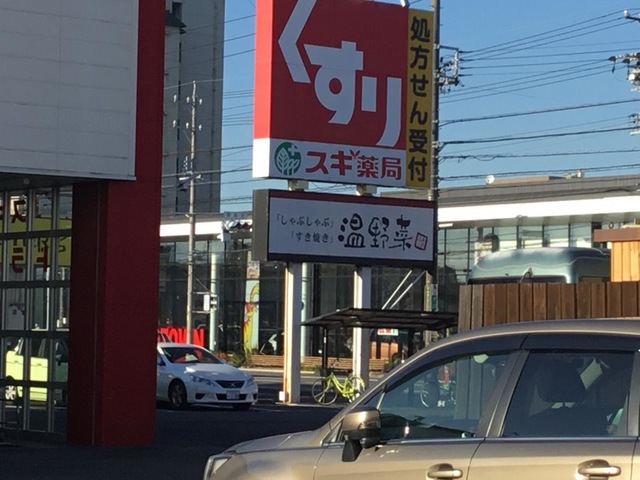 くすり
処方せん受付
スギ薬局
「しゃぶしゃぶ」
「すき焼き」
温野菜